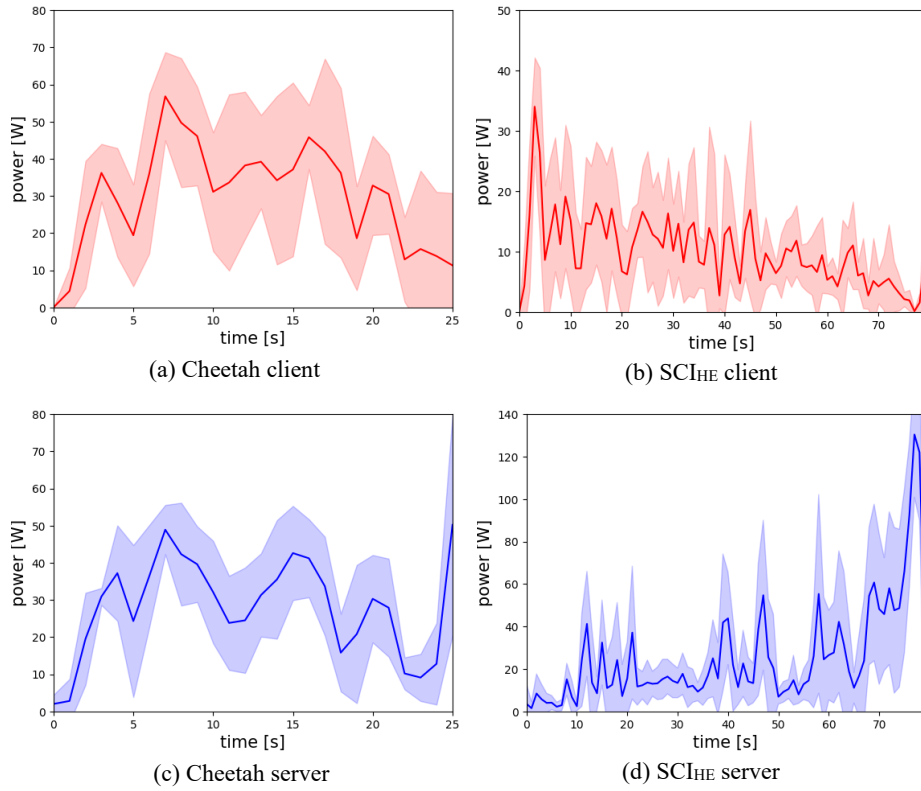 80
70
60
50
40
30
20
10
0
power [W]
0 5 10 15 20 25
time [s]
(a) Cheetah client
50
40
30
20
10
0
power [W]
0 10 20 30 40 50 60 70
time [s]
(b) SCIHE client
80
70
60
50
40
30
20
10
0
power [W]
0 5 10 15 20 25
time [s]
(c) Cheetah server
140
120
100
80
60
40
20
0
power [W]
0 10 20 30 40 50 60 70
time [s]
(d) SCIHE server